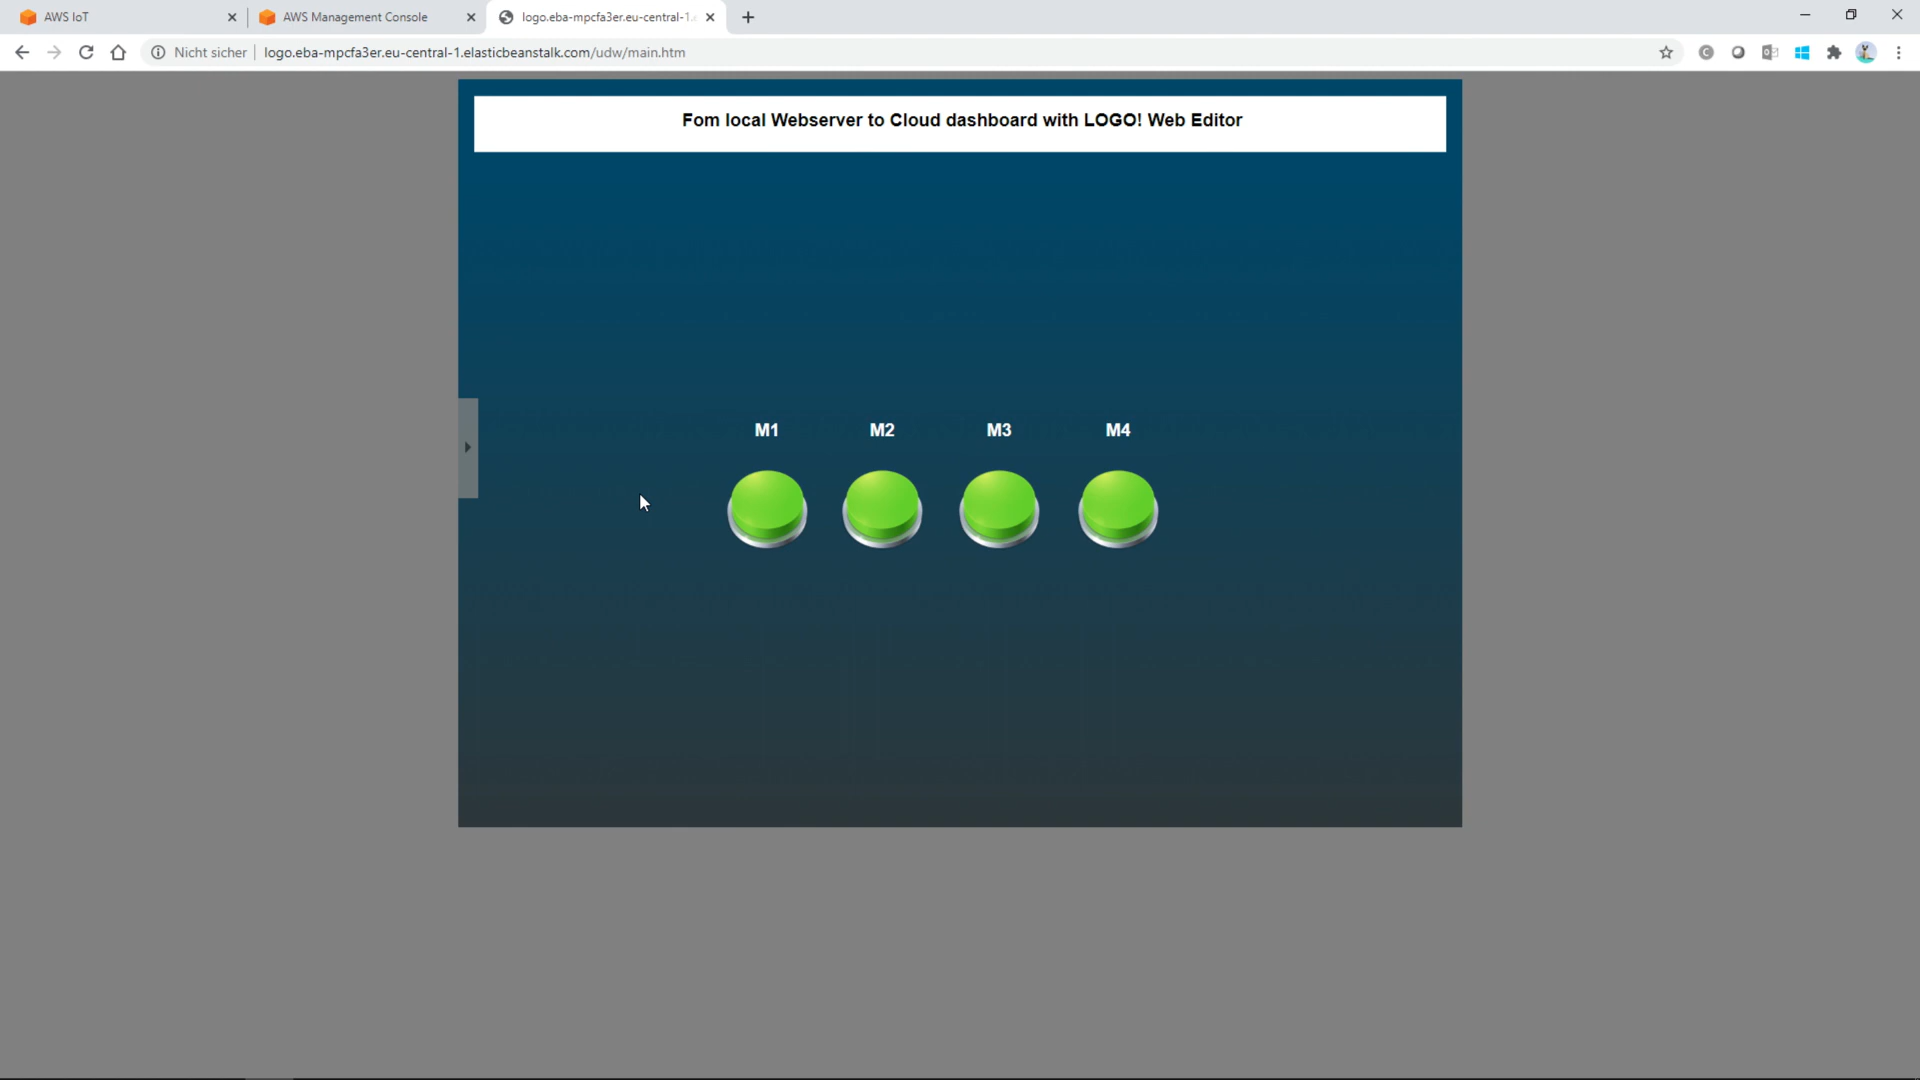 AWS IoT
AWS Management Console
logo.eba-mpcfa3er.eu-central-1.
Nicht sicher
logo.eba-mpcfa3er.eu-central-1.elasticbeanstalk.com/udw/main.htm
Fom local Webserver to Cloud dashboard with LOGO! Web Editor
M1 M2 M3 M4